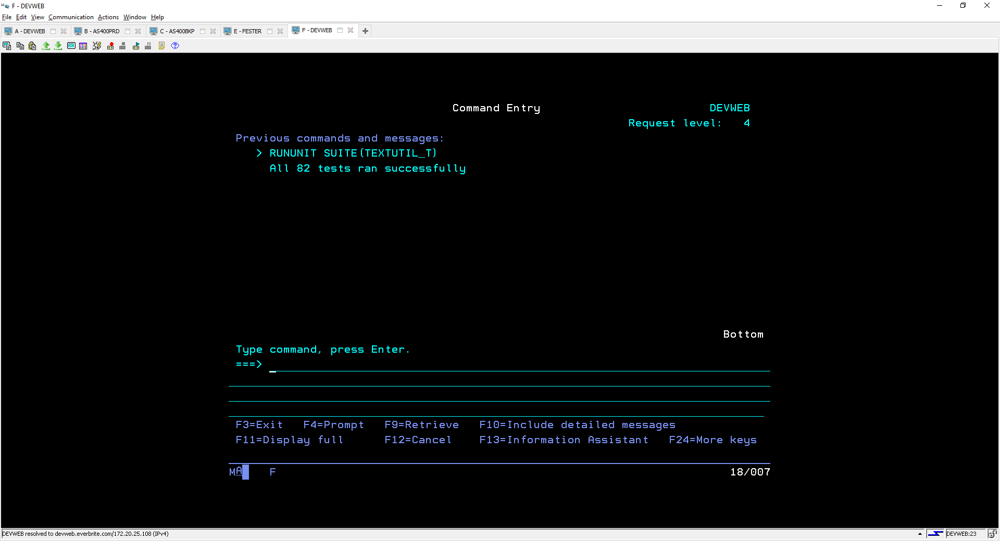 F - DEVWEB
File Edit View Communication Actions Window Help
A - DEVWEB B - AS400PRD C - AS400BKP E - FESTER F - DEVWEB
Command Entry DEVWEB
Request level: 4
Previous commands and messages:
> RUNUNIT SUITE(TEXTUTIL_T)
All 82 tests ran successfully
Bottom
Type command, press Enter.
===>
F3=Exit F4=Prompt F9=Retrieve F10=Include detailed messages
F11=Display full F12=Cancel F13=Information Assistant F24=More keys
MA F 18/007
DEVWEB resolved to devweb.everbrite.com/172.20.25.108 (IPv4) DEVWEB:23